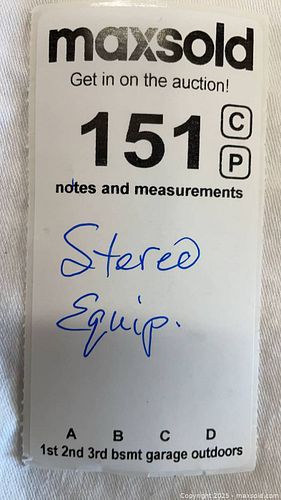 maxsold
Get in on the auction!
151 C
P
notes and measurements
Stereo
Equip.
A B C D
1st 2nd 3rd bsmt garage outdoors
Copyright 2025 - maxsold.com